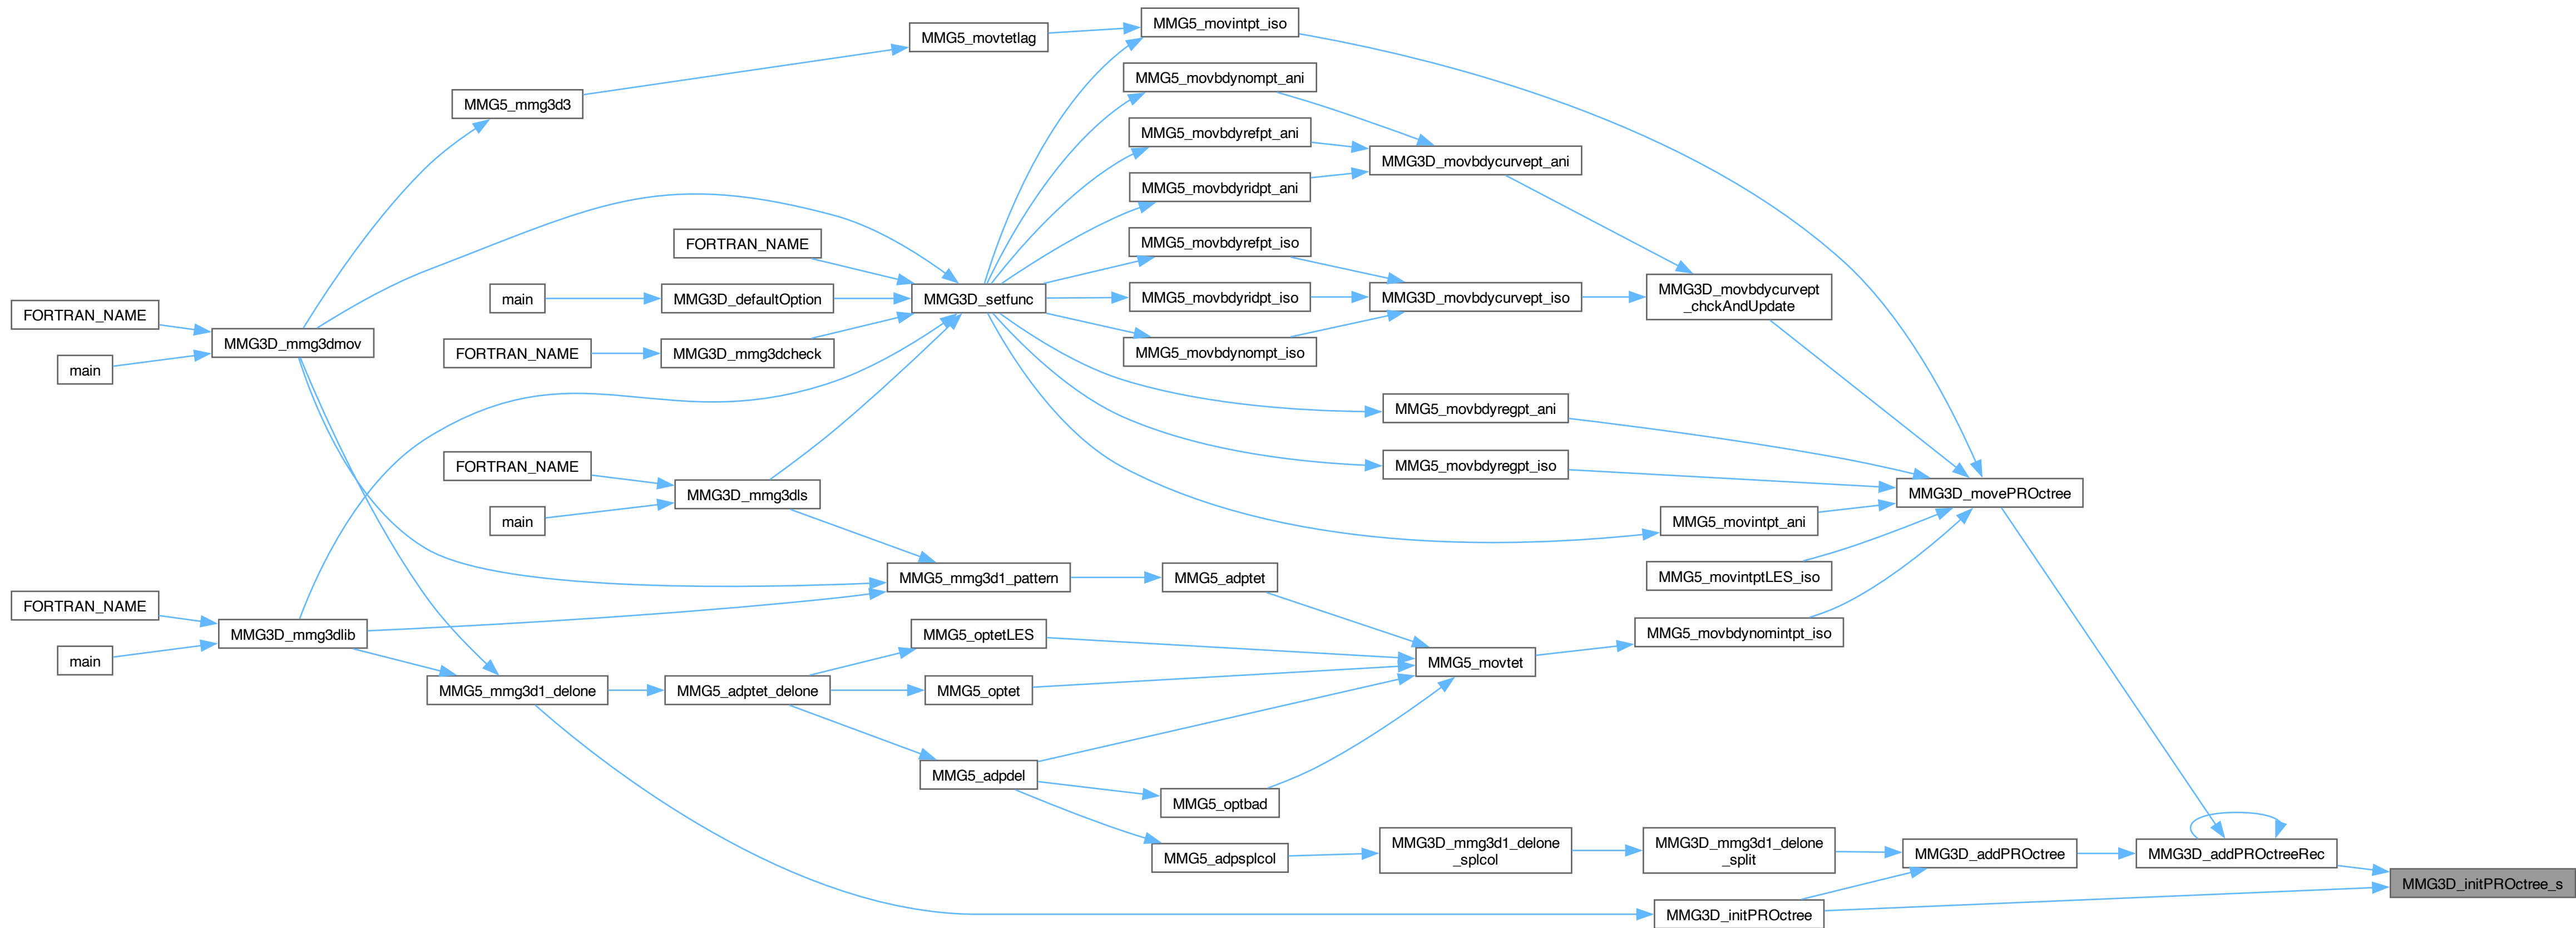 MMG5_movintpt_iso
MMG5_movtetlag
MMG5_movbdynompt_ani
MMG5_mmg3d3
MMG5_movbdyrefpt_ani
MMG3D_movbdycurvept_ani
MMG5_movbdyridpt_ani
FORTRAN_NAME
MMG5_movbdyrefpt_iso
main
MMG3D_defaultOption
MMG3D_setfunc
MMG5_movbdyridpt_iso
MMG3D_movbdycurvept_iso
MMG3D_movbdycurvept
_chckAndUpdate
FORTRAN_NAME
MMG3D_mmg3dmov
FORTRAN_NAME
MMG3D_mmg3dcheck
MMG5_movbdynompt_iso
main
MMG5_movbdyregpt_ani
FORTRAN_NAME
MMG5_movbdyregpt_iso
MMG3D_mmg3dls
MMG3D_movePROctree
main
MMG5_movintpt_ani
MMG5_mmg3d1_pattern
MMG5_adptet
MMG5_movintptLES_iso
FORTRAN_NAME
MMG3D_mmg3dlib
MMG5_optetLES
MMG5_movbdynomintpt_iso
main
MMG5_movtet
MMG5_mmg3d1_delone
MMG5_adptet_delone
MMG5_optet
MMG5_adpdel
MMG5_optbad
MMG5_adpsplcol
MMG3D_mmg3d1_delone
_splcol
MMG3D_mmg3d1_delone
_split
MMG3D_addPROctree
MMG3D_addPROctreeRec
MMG3D_initPROctree_s
MMG3D_initPROctree